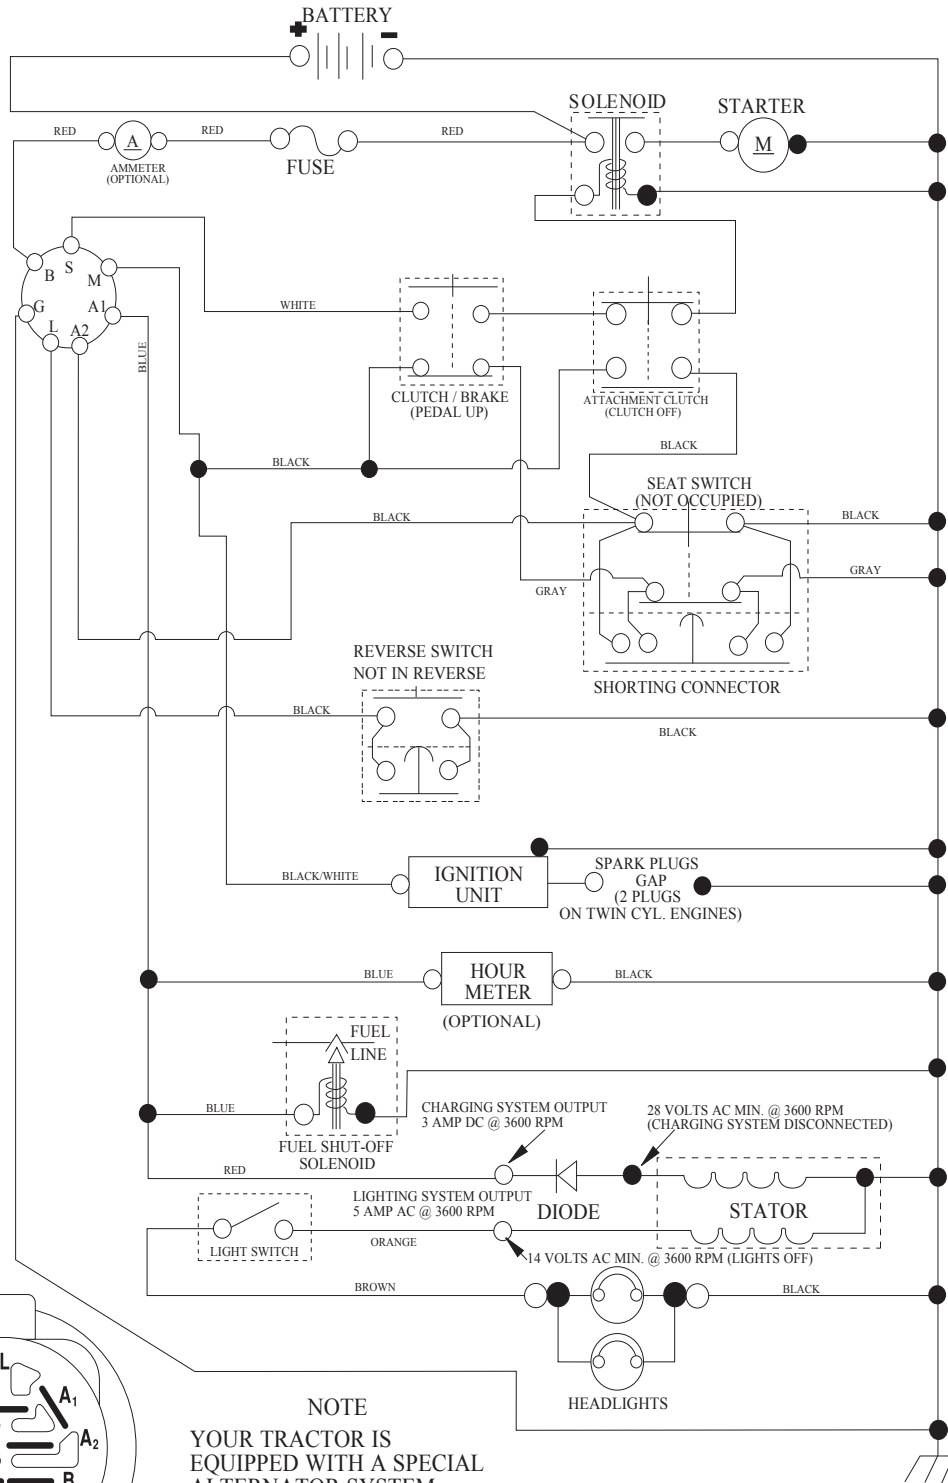 BATTERY
+ -
SOLENOID
STARTER
RED
A
RED
RED
M
AMMETER
(OPTIONAL)
FUSE
B
S
M
G
A1
L
A2
BLUE
WHITE
CLUTCH / BRAKE
(PEDAL UP)
ATTACHMENT CLUTCH
(CLUTCH OFF)
BLACK
BLACK
SEAT SWITCH
(NOT OCCUPIED)
BLACK
BLACK
GRAY
GRAY
REVERSE SWITCH
NOT IN REVERSE
SHORTING CONNECTOR
BLACK
BLACK
BLACK/WHITE
IGNITION
UNIT
SPARK PLUGS
GAP
(2 PLUGS
ON TWIN CYL. ENGINES)
BLUE
HOUR
METER
BLACK
(OPTIONAL)
FUEL
LINE
BLUE
FUEL SHUT-OFF
SOLENOID
CHARGING SYSTEM OUTPUT
3 AMP DC @ 3600 RPM
28 VOLTS AC MIN. @ 3600 RPM
(CHARGING SYSTEM DISCONNECTED)
RED
LIGHTING SYSTEM OUTPUT
5 AMP AC @ 3600 RPM
DIODE
STATOR
LIGHT SWITCH
ORANGE
14 VOLTS AC MIN. @ 3600 RPM (LIGHTS OFF)
BROWN
BLACK
HEADLIGHTS
L
A1
A2
B
NOTE
YOUR TRACTOR IS
EQUIPPED WITH A SPECIAL
ALTERNATOR SYSTEM